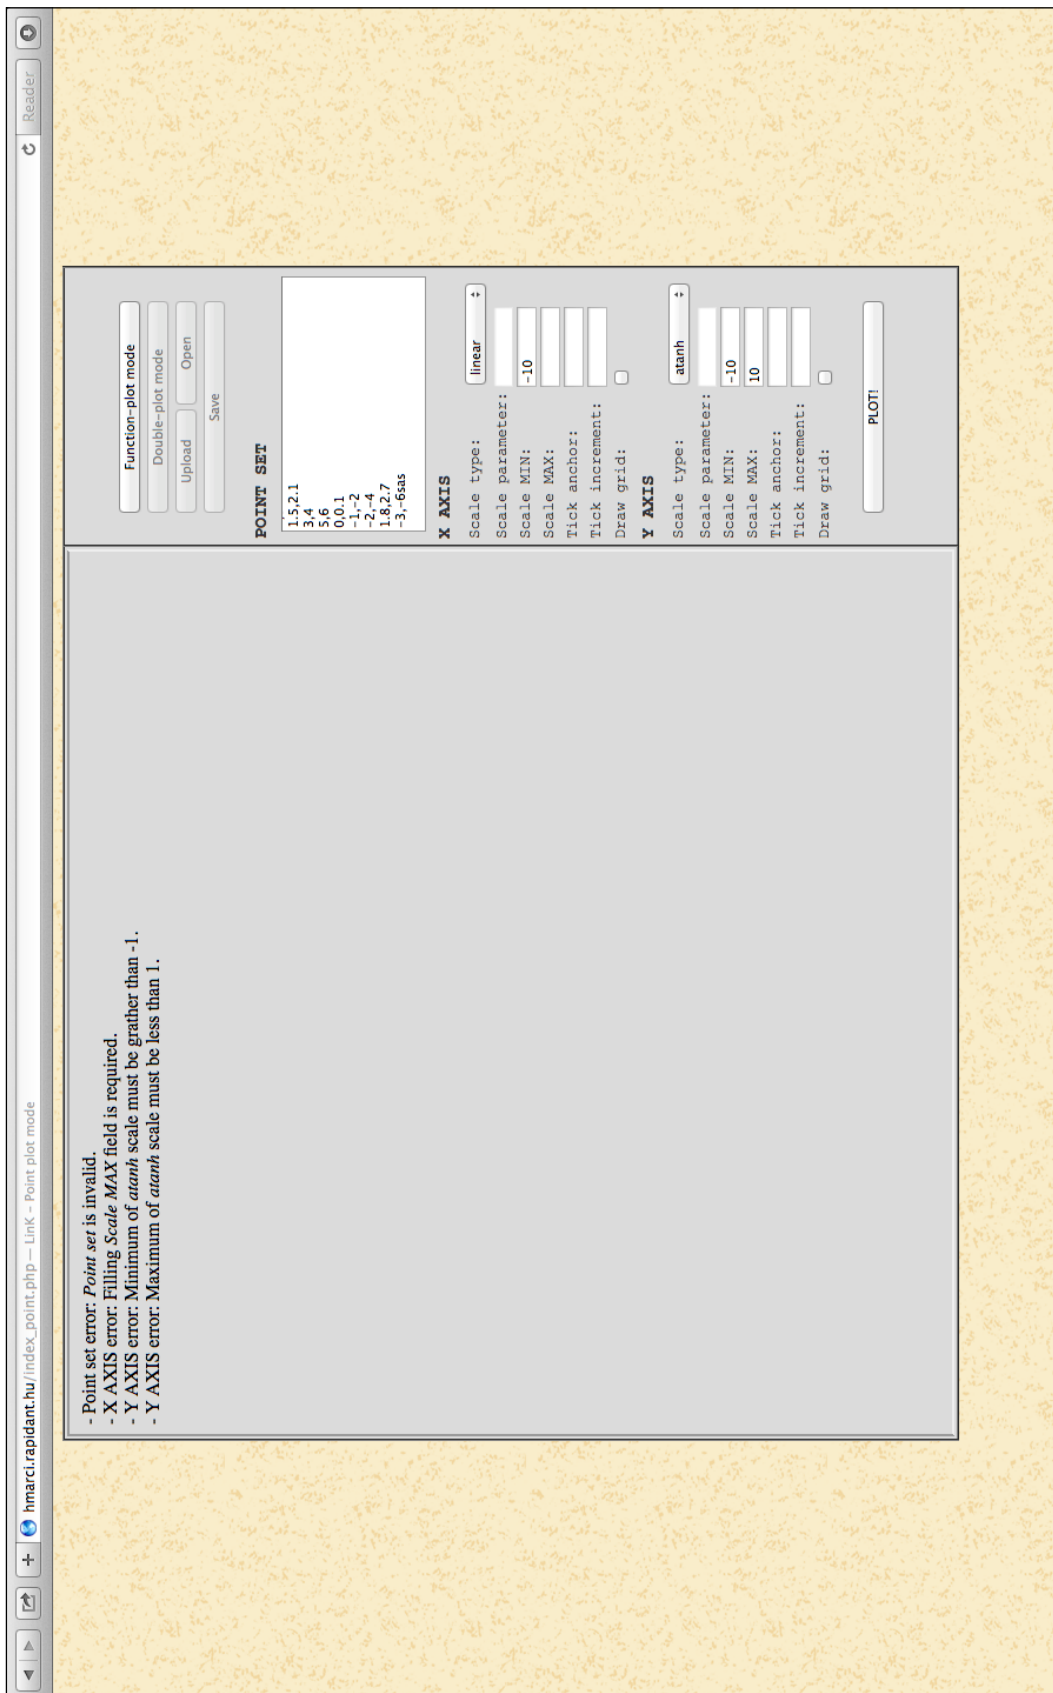 hmarci.rapidant.hu/index_point.php — LinK – Point plot mode
Reader
- Point set error: Point set is invalid.
- X AXIS error: Filling Scale MAX field is required.
- Y AXIS error: Minimum of atanh scale must be grather than -1.
- Y AXIS error: Maximum of atanh scale must be less than 1.
Function-plot mode
Double-plot mode
Upload Open
Save
POINT SET
1.5,2.1
3,4
5,6
0,0.1
-1,-2
-2,-4
1.8,2.7
-3,-6sas
X AXIS
Scale type: linear
Scale parameter:
Scale MIN: -10
Scale MAX:
Tick anchor:
Tick increment:
Draw grid:
Y AXIS
Scale type: atanh
Scale parameter:
Scale MIN: -10
Scale MAX: 10
Tick anchor:
Tick increment:
Draw grid:
PLOT!